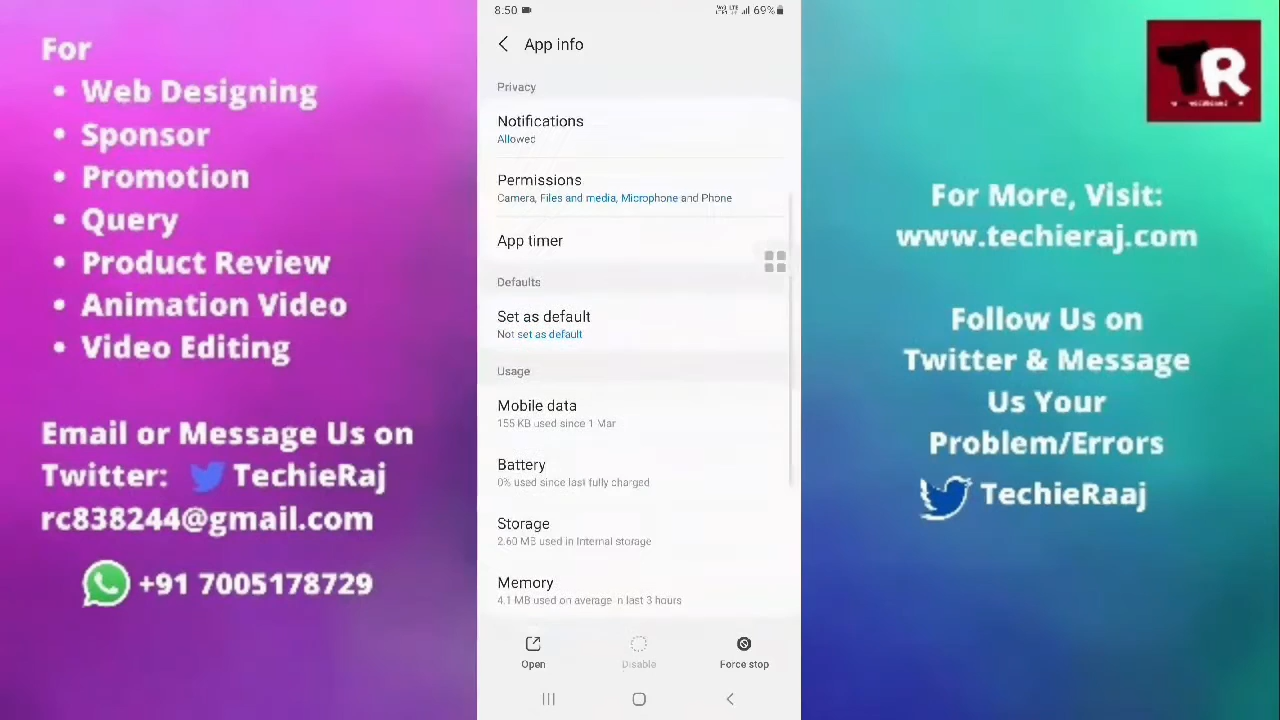 For
• Web Designing
• Sponsor
• Promotion
• Query
• Product Review
• Animation Video
• Video Editing
Email or Message Us on
Twitter: TechieRaj
rc838244@gmail.com
+91 7005178729
8:50
69%
App info
Privacy
Notifications
Allowed
Permissions
Camera, Files and media, Microphone and Phone
App timer
Defaults
Set as default
Not set as default
Usage
Mobile data
155 KB used since 1 Mar
Battery
0% used since last fully charged
Storage
2.60 MB used in Internal storage
Memory
4.1 MB used on average in last 3 hours
Open
Disable
Force stop
TR
For More, Visit:
www.techieraj.com
Follow Us on
Twitter & Message
Us Your
Problem/Errors
TechieRaaj